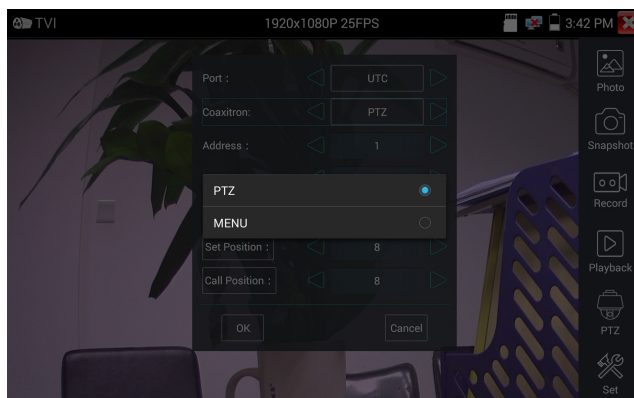 TVI 1920x1080P 25FPS 3:42 PM
Port : UTC
Photo
Coaxitron: PTZ
Address : 1
Snapshot
PTZ
Record
MENU
Set Position : 8
Playback
Call Position : 8
OK Cancel
PTZ
Set